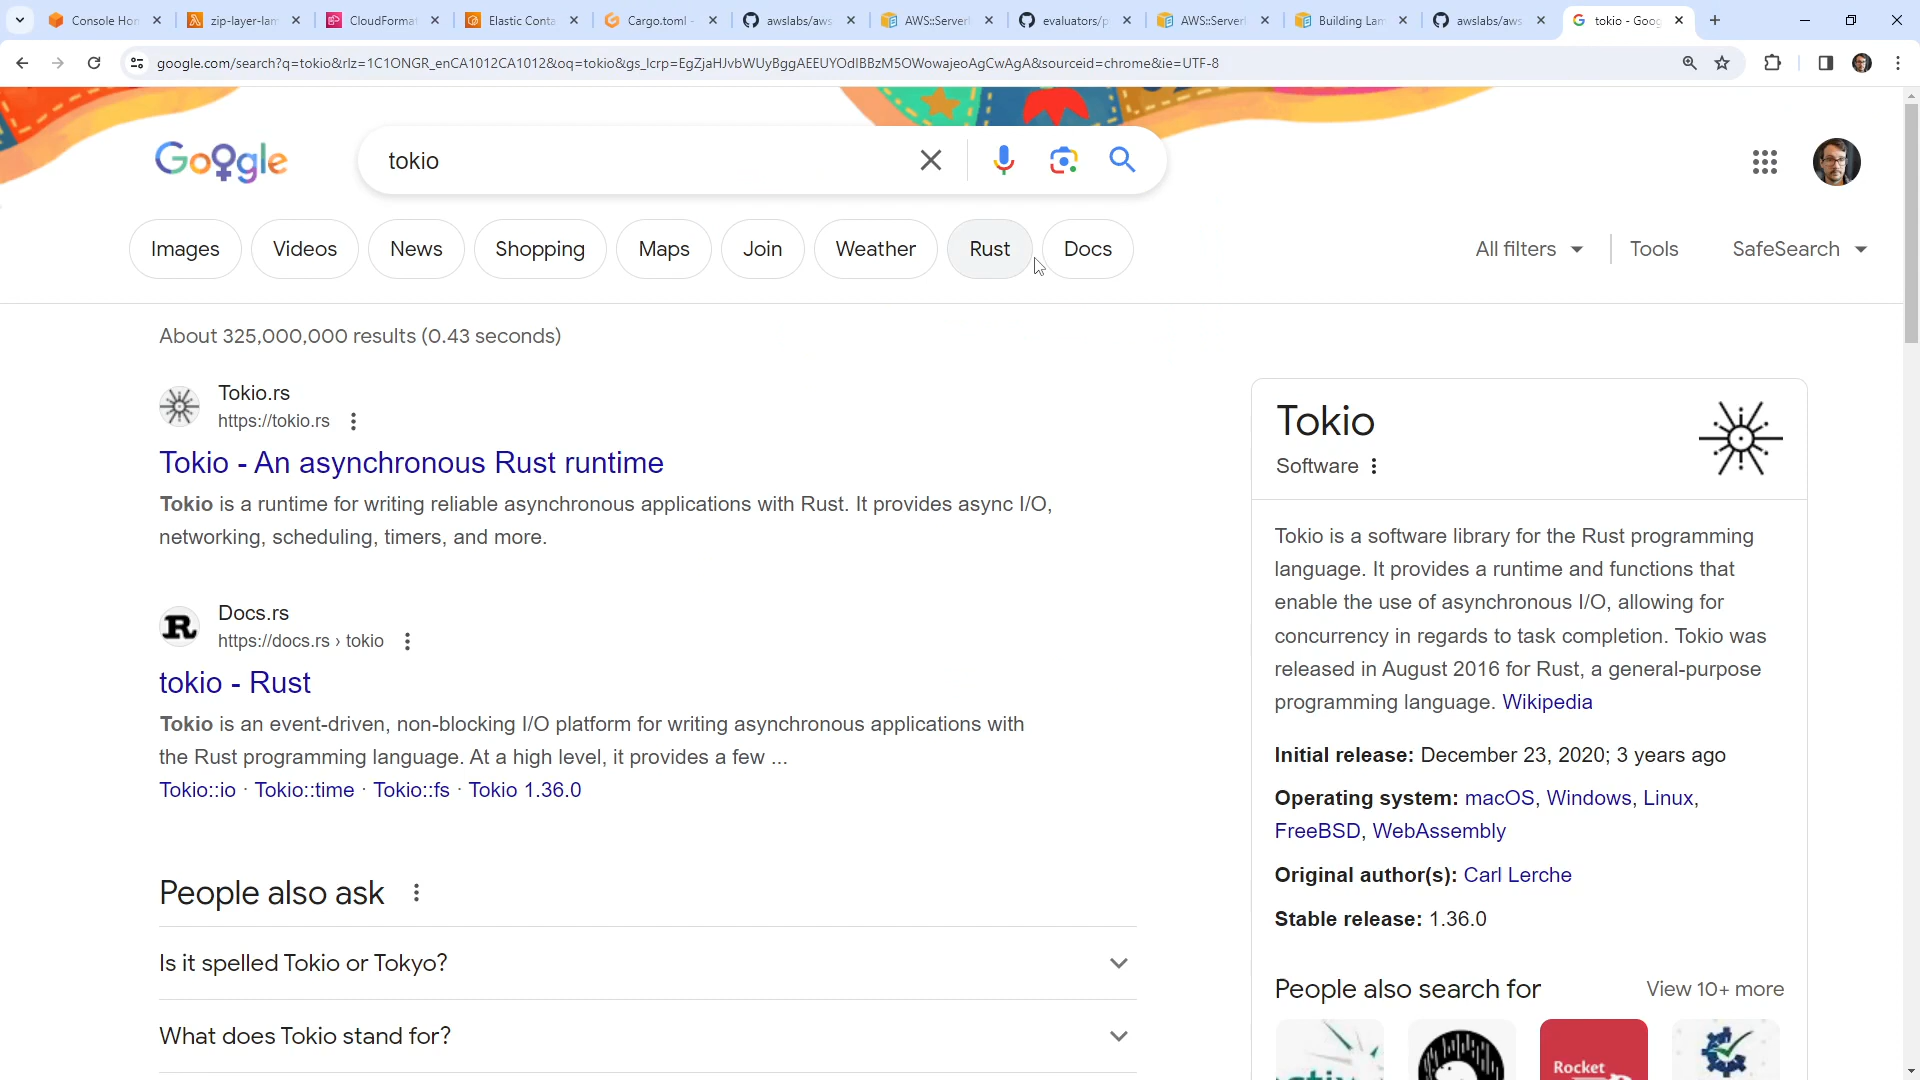 Console Hom
zip-layer-lam
CloudFormat
Elastic Conta
Cargo.toml -
awslabs/aws
AWS::Serverl
evaluators/p
AWS::Serverl
Building Lam
awslabs/aws
tokio - Goog
google.com/search?q=tokio&rlz=1C1ONGR_enCA1012CA1012&oq=tokio&gs_lcrp=EgZjaHJvbWUyBggAEEUYOdIBBzM5OWowajeoAgCwAgA&sourceid=chrome&ie=UTF-8
Google
tokio
Images
Videos
News
Shopping
Maps
Join
Weather
Rust
Docs
All filters
Tools
SafeSearch
About 325,000,000 results (0.43 seconds)
Tokio.rs
https://tokio.rs
Tokio - An asynchronous Rust runtime
Tokio is a runtime for writing reliable asynchronous applications with Rust. It provides async I/O,
networking, scheduling, timers, and more.
Docs.rs
https://docs.rs › tokio
tokio - Rust
Tokio is an event-driven, non-blocking I/O platform for writing asynchronous applications with
the Rust programming language. At a high level, it provides a few ...
Tokio::io · Tokio::time · Tokio::fs · Tokio 1.36.0
People also ask
Is it spelled Tokio or Tokyo?
What does Tokio stand for?
Tokio
Software
Tokio is a software library for the Rust programming
language. It provides a runtime and functions that
enable the use of asynchronous I/O, allowing for
concurrency in regards to task completion. Tokio was
released in August 2016 for Rust, a general-purpose
programming language. Wikipedia
Initial release: December 23, 2020; 3 years ago
Operating system: macOS, Windows, Linux,
FreeBSD, WebAssembly
Original author(s): Carl Lerche
Stable release: 1.36.0
People also search for
View 10+ more
Rocket